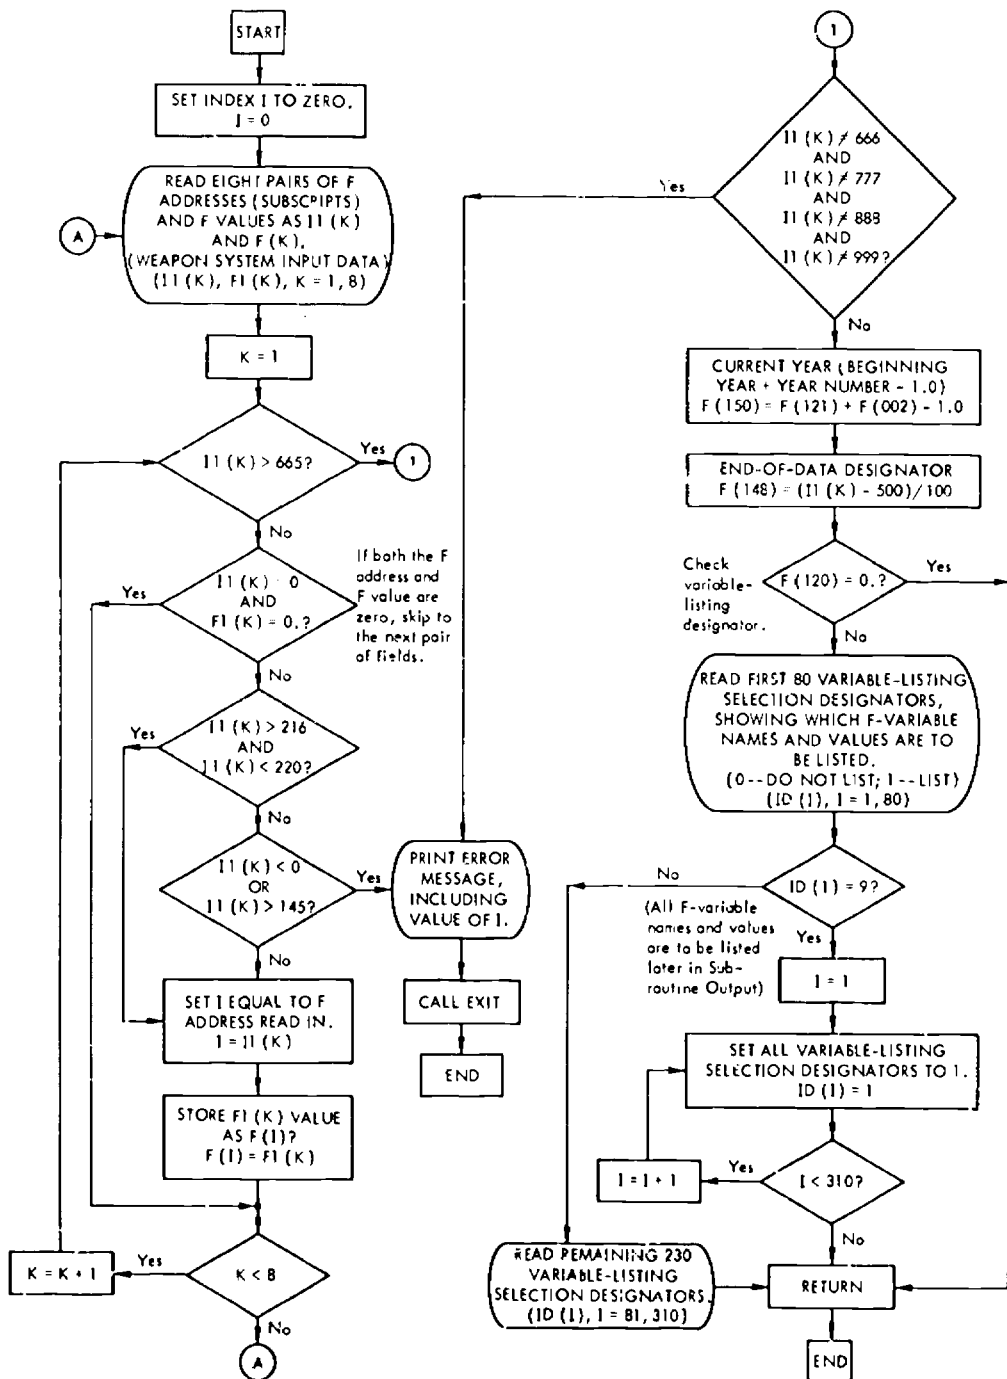 START
SET INDEX I TO ZERO.
I = 0
READ EIGHT PAIRS OF F
ADDRESSES (SUBSCRIPTS)
AND F VALUES AS I1 (K)
AND F (K).
(WEAPON SYSTEM INPUT DATA)
(I1 (K), F1 (K), K = 1, 8)
A
K = 1
I1 (K) > 665?
Yes
1
No
I1 (K) = 0
AND
F1 (K) = 0.?
Yes
If both the F
address and
F value are
zero, skip to
the next pair
of fields.
No
I1 (K) > 216
AND
I1 (K) < 220?
Yes
No
I1 (K) < 0
OR
I1 (K) > 145?
Yes
PRINT ERROR
MESSAGE,
INCLUDING
VALUE OF I.
CALL EXIT
END
No
SET I EQUAL TO F
ADDRESS READ IN.
I = I1 (K)
STORE F1 (K) VALUE
AS F (I)?
F (I) = F1 (K)
K < 8
Yes
K = K + 1
No
A
1
I1 (K) ≠ 666
AND
I1 (K) ≠ 777
AND
I1 (K) ≠ 888
AND
I1 (K) ≠ 999?
Yes
No
CURRENT YEAR (BEGINNING
YEAR + YEAR NUMBER - 1.0)
F (150) = F (121) + F (002) - 1.0
END-OF-DATA DESIGNATOR
F (148) = (I1 (K) - 500)/100
Check
variable-
listing
designator.
F (120) = 0.?
Yes
No
READ FIRST 80 VARIABLE-LISTING
SELECTION DESIGNATORS,
SHOWING WHICH F-VARIABLE
NAMES AND VALUES ARE TO
BE LISTED.
(0--DO NOT LIST; 1--LIST)
(ID (I), I = 1, 80)
ID (1) = 9?
No
(All F-variable
names and values
are to be listed
later in Sub-
routine Output)
Yes
I = 1
SET ALL VARIABLE-LISTING
SELECTION DESIGNATORS TO 1.
ID (I) = 1
I < 310?
Yes
I = I + 1
No
READ REMAINING 230
VARIABLE-LISTING
SELECTION DESIGNATORS.
(ID (I), I = 81, 310)
RETURN
END